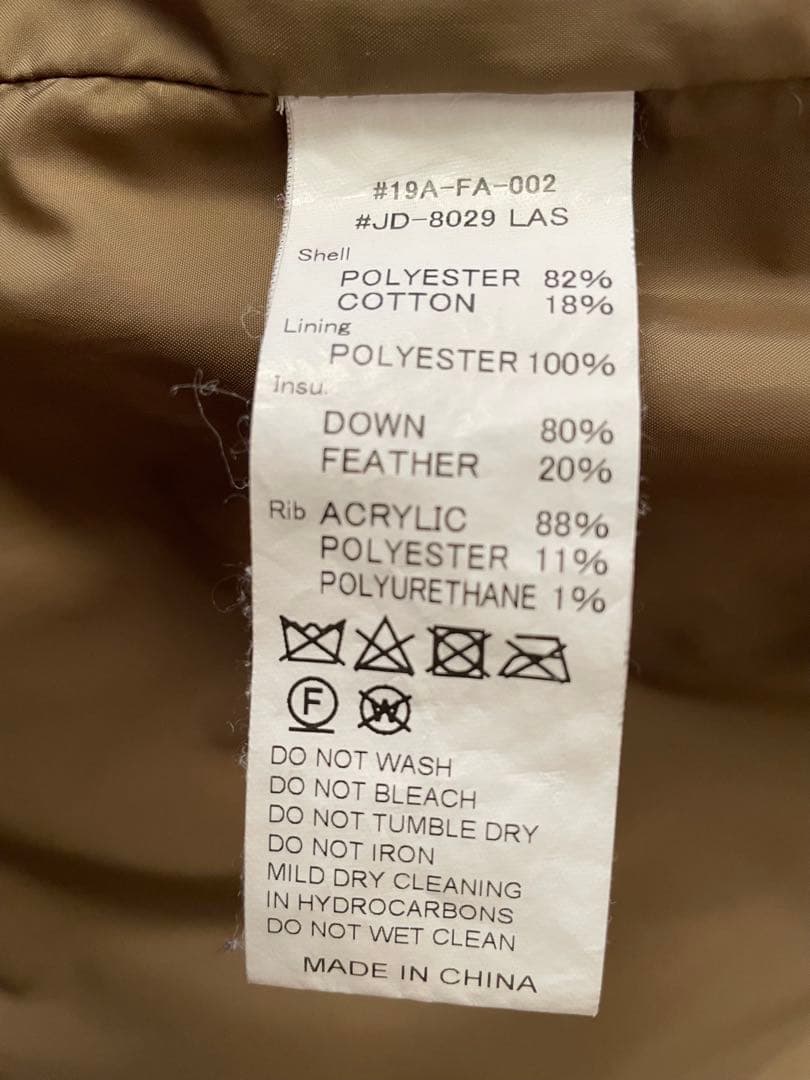 #19A-FA-002
#JD-8029 LAS
Shell
POLYESTER 82%
COTTON 18%
Lining
POLYESTER 100%
Insu.
DOWN 80%
FEATHER 20%
Rib ACRYLIC 88%
POLYESTER 11%
POLYURETHANE 1%
F W
DO NOT WASH
DO NOT BLEACH
DO NOT TUMBLE DRY
DO NOT IRON
MILD DRY CLEANING
IN HYDROCARBONS
DO NOT WET CLEAN
MADE IN CHINA